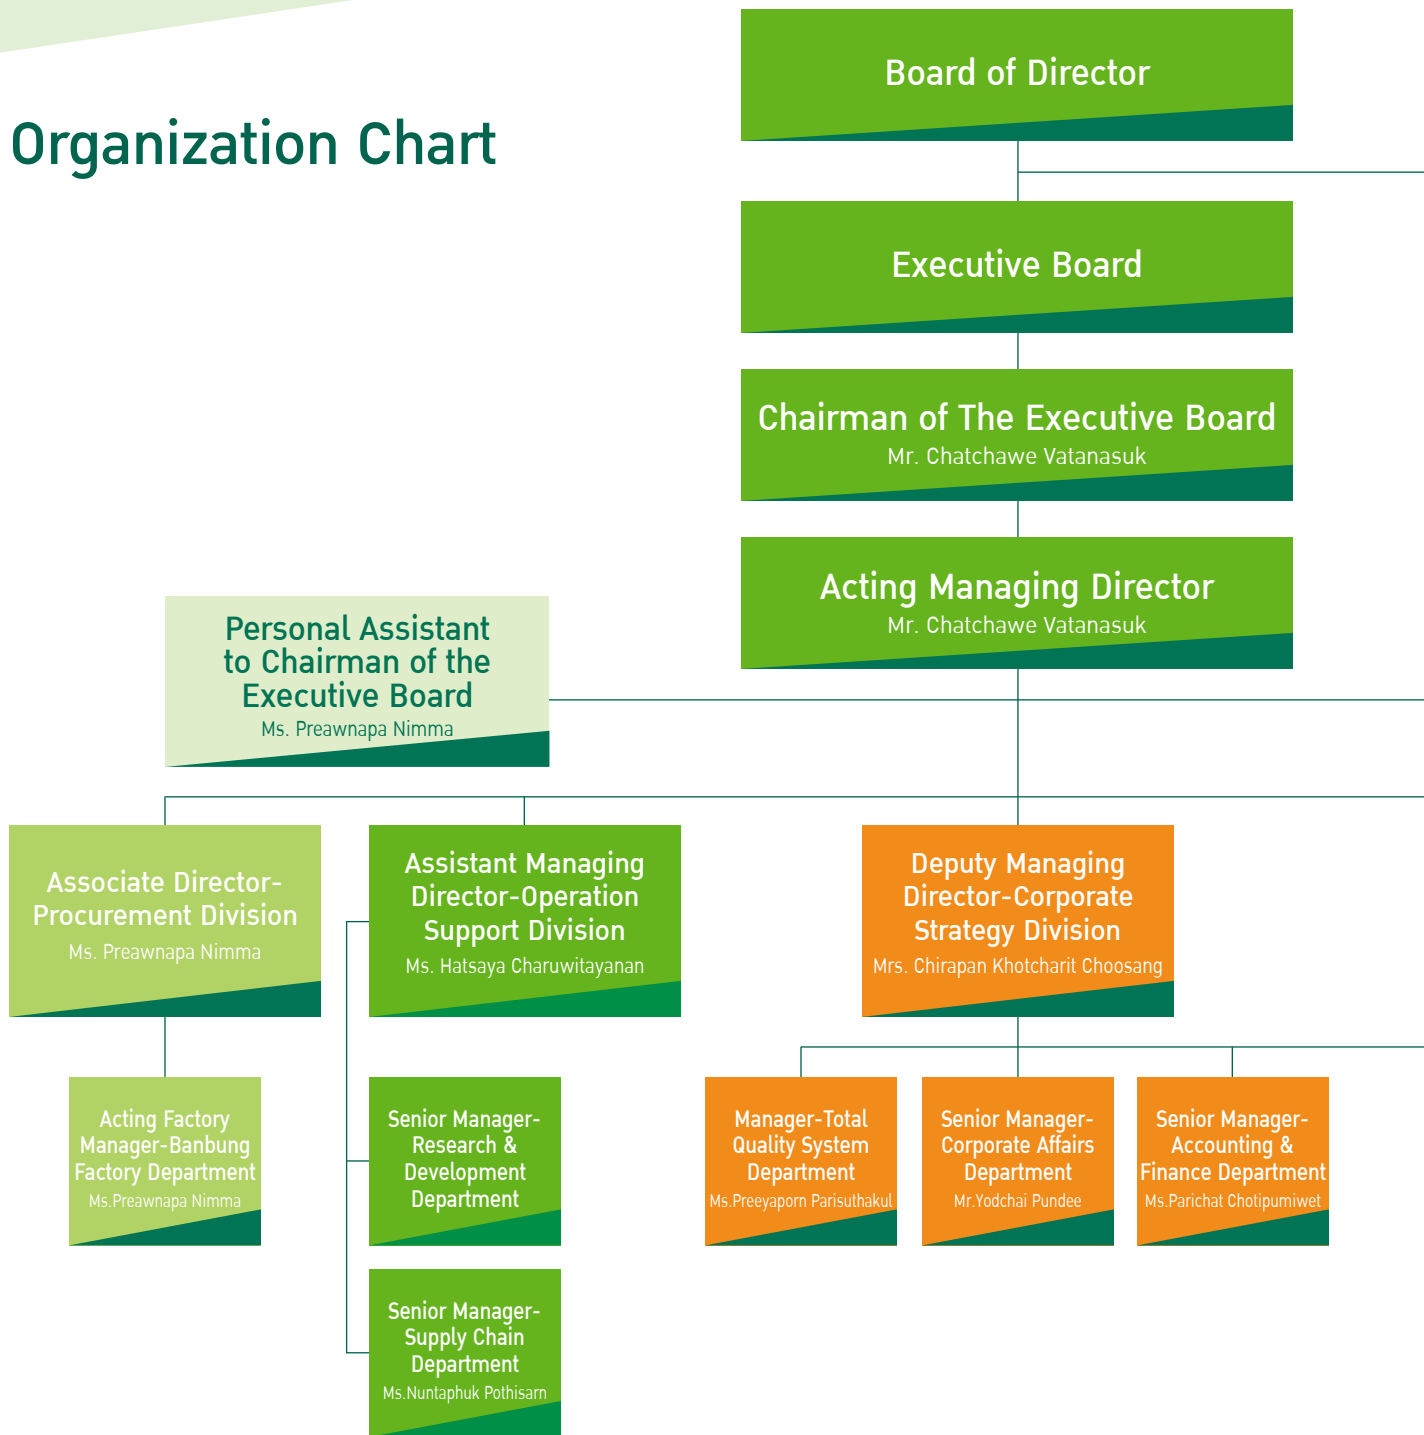 Organization Chart
Board of Director
Executive Board
Chairman of The Executive Board
Mr. Chatchawe Vatanasuk
Acting Managing Director
Mr. Chatchawe Vatanasuk
Personal Assistant
to Chairman of the
Executive Board
Ms. Preawnapa Nimma
Associate Director-
Procurement Division
Ms. Preawnapa Nimma
Assistant Managing
Director-Operation
Support Division
Ms. Hatsaya Charuwitayanan
Deputy Managing
Director-Corporate
Strategy Division
Mrs. Chirapan Khotcharit Choosang
Acting Factory
Manager-Banbung
Factory Department
Ms.Preawnapa Nimma
Senior Manager-
Research &
Development
Department
Manager-Total
Quality System
Department
Ms.Preeyaporn Parisuthakul
Senior Manager-
Corporate Affairs
Department
Mr.Yodchai Pundee
Senior Manager-
Accounting &
Finance Department
Ms.Parichat Chotipumiwet
Senior Manager-
Supply Chain
Department
Ms.Nuntaphuk Pothisarn